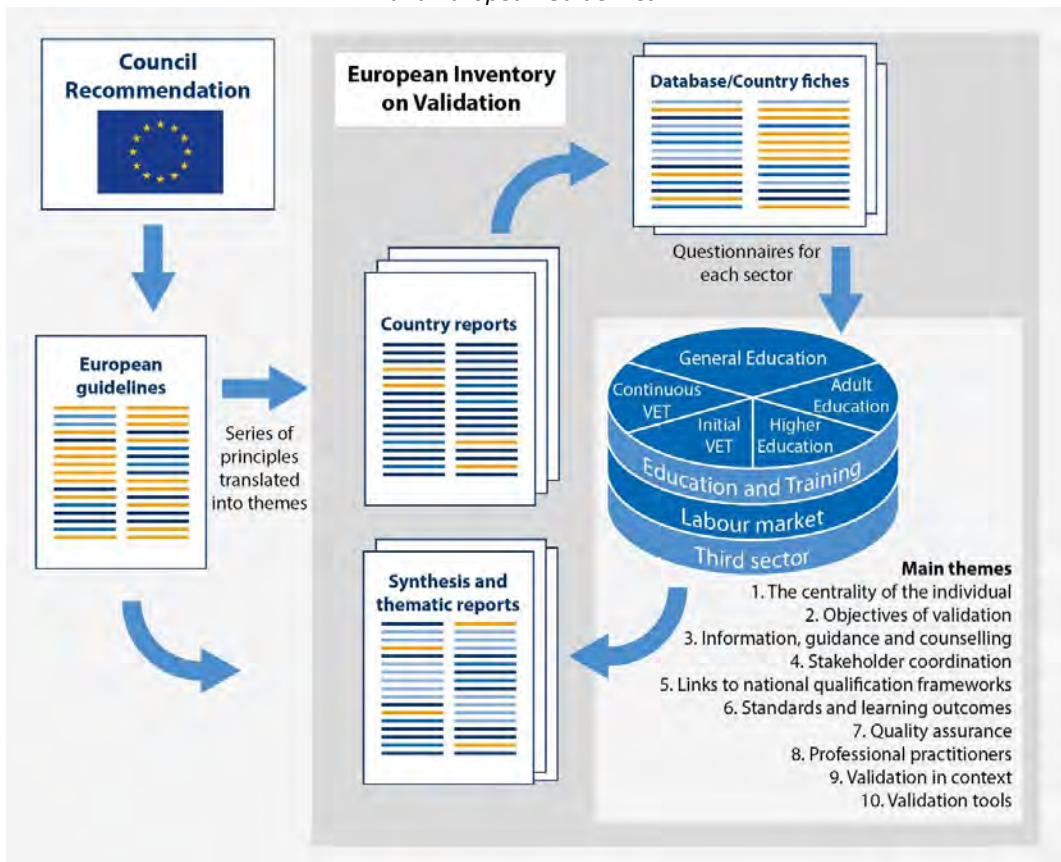 Council
Recommendation
European Inventory
on Validation
Database/Country fiches
Questionnaires for
each sector
Country reports
European
guidelines
Series of
principles
translated
into themes
General Education
Continuous
VET
Adult
Education
Initial
VET
Higher
Education
Education and Training
Labour market
Third sector
Synthesis and
thematic reports
Main themes
1. The centrality of the individual
2. Objectives of validation
3. Information, guidance and counselling
4. Stakeholder coordination
5. Links to national qualification frameworks
6. Standards and learning outcomes
7. Quality assurance
8. Professional practitioners
9. Validation in context
10. Validation tools